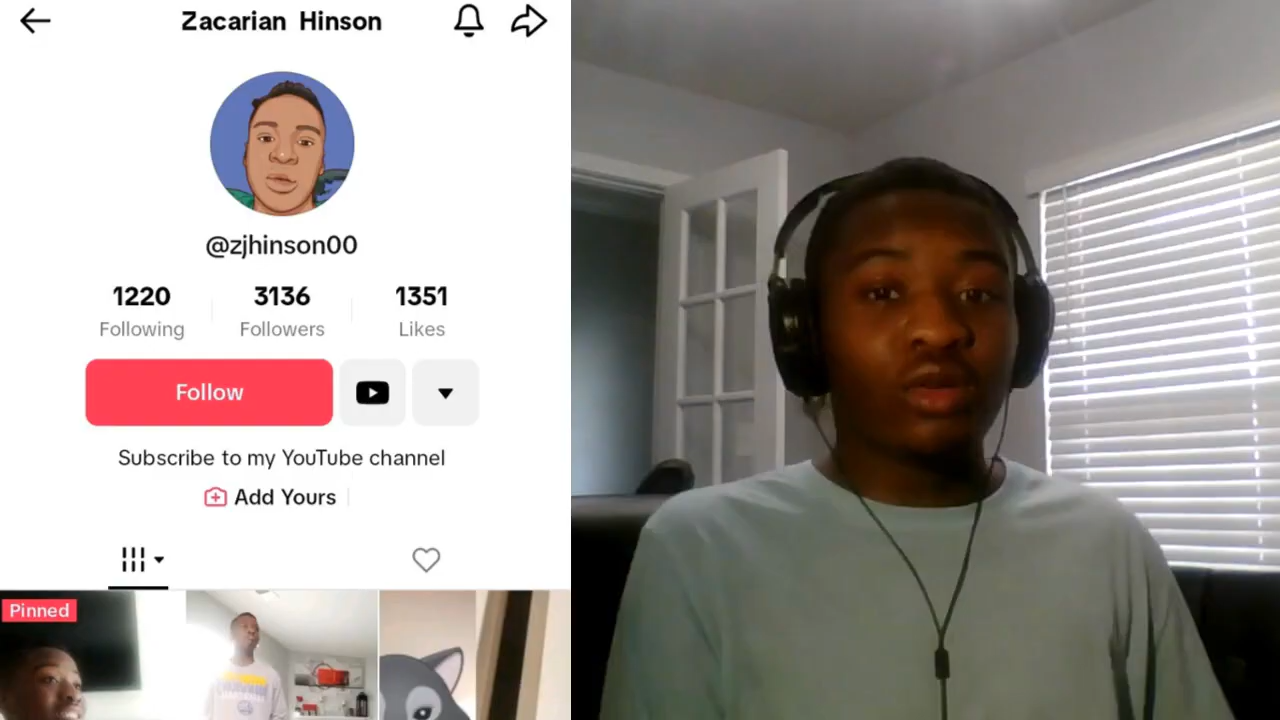 Zacarian Hinson
@zjhinson00
1220 3136 1351
Following Followers Likes
Follow
Subscribe to my YouTube channel
Add Yours
Pinned